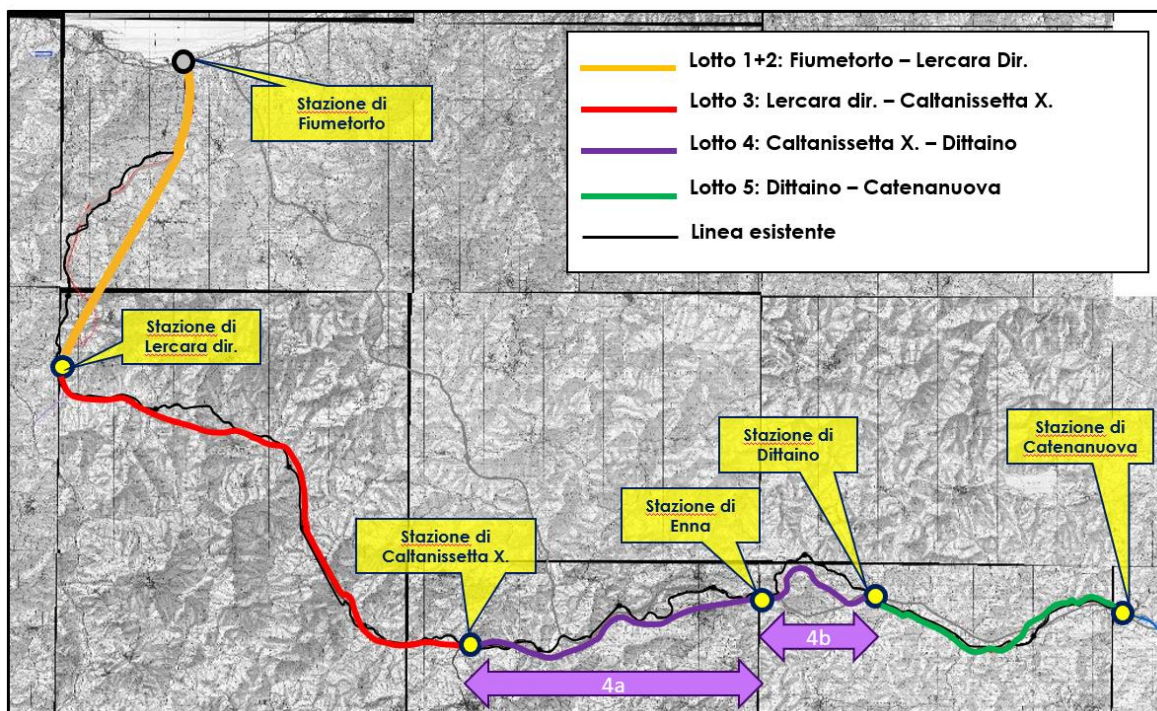 Lotto 1+2: Fiumetorto – Lercara Dir.
Lotto 3: Lercara dir. – Caltanissetta X.
Lotto 4: Caltanissetta X. – Dittaino
Lotto 5: Dittaino – Catenanuova
Linea esistente
Stazione di
Fiumetorto
Stazione di
Lercara dir.
Stazione di
Caltanissetta X.
Stazione di
Enna
Stazione di
Dittaino
Stazione di
Catenanuova
4a
4b